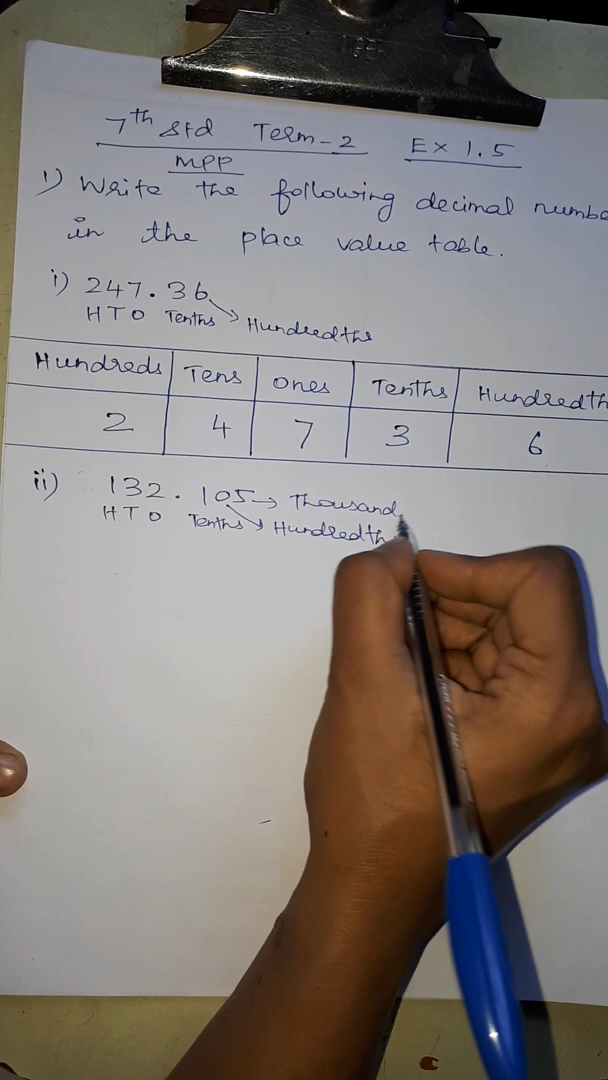 7th Std Term-2 Ex 1.5
MPP
1) Write the following decimal numbe
in the place value table.
i) 247.36
H T O Tenths → Hundredths
Hundreds Tens Ones Tenths Hundredth
2 4 7 3 6
ii) 132.105 → Thousand
H T O Tenths → Hundredth